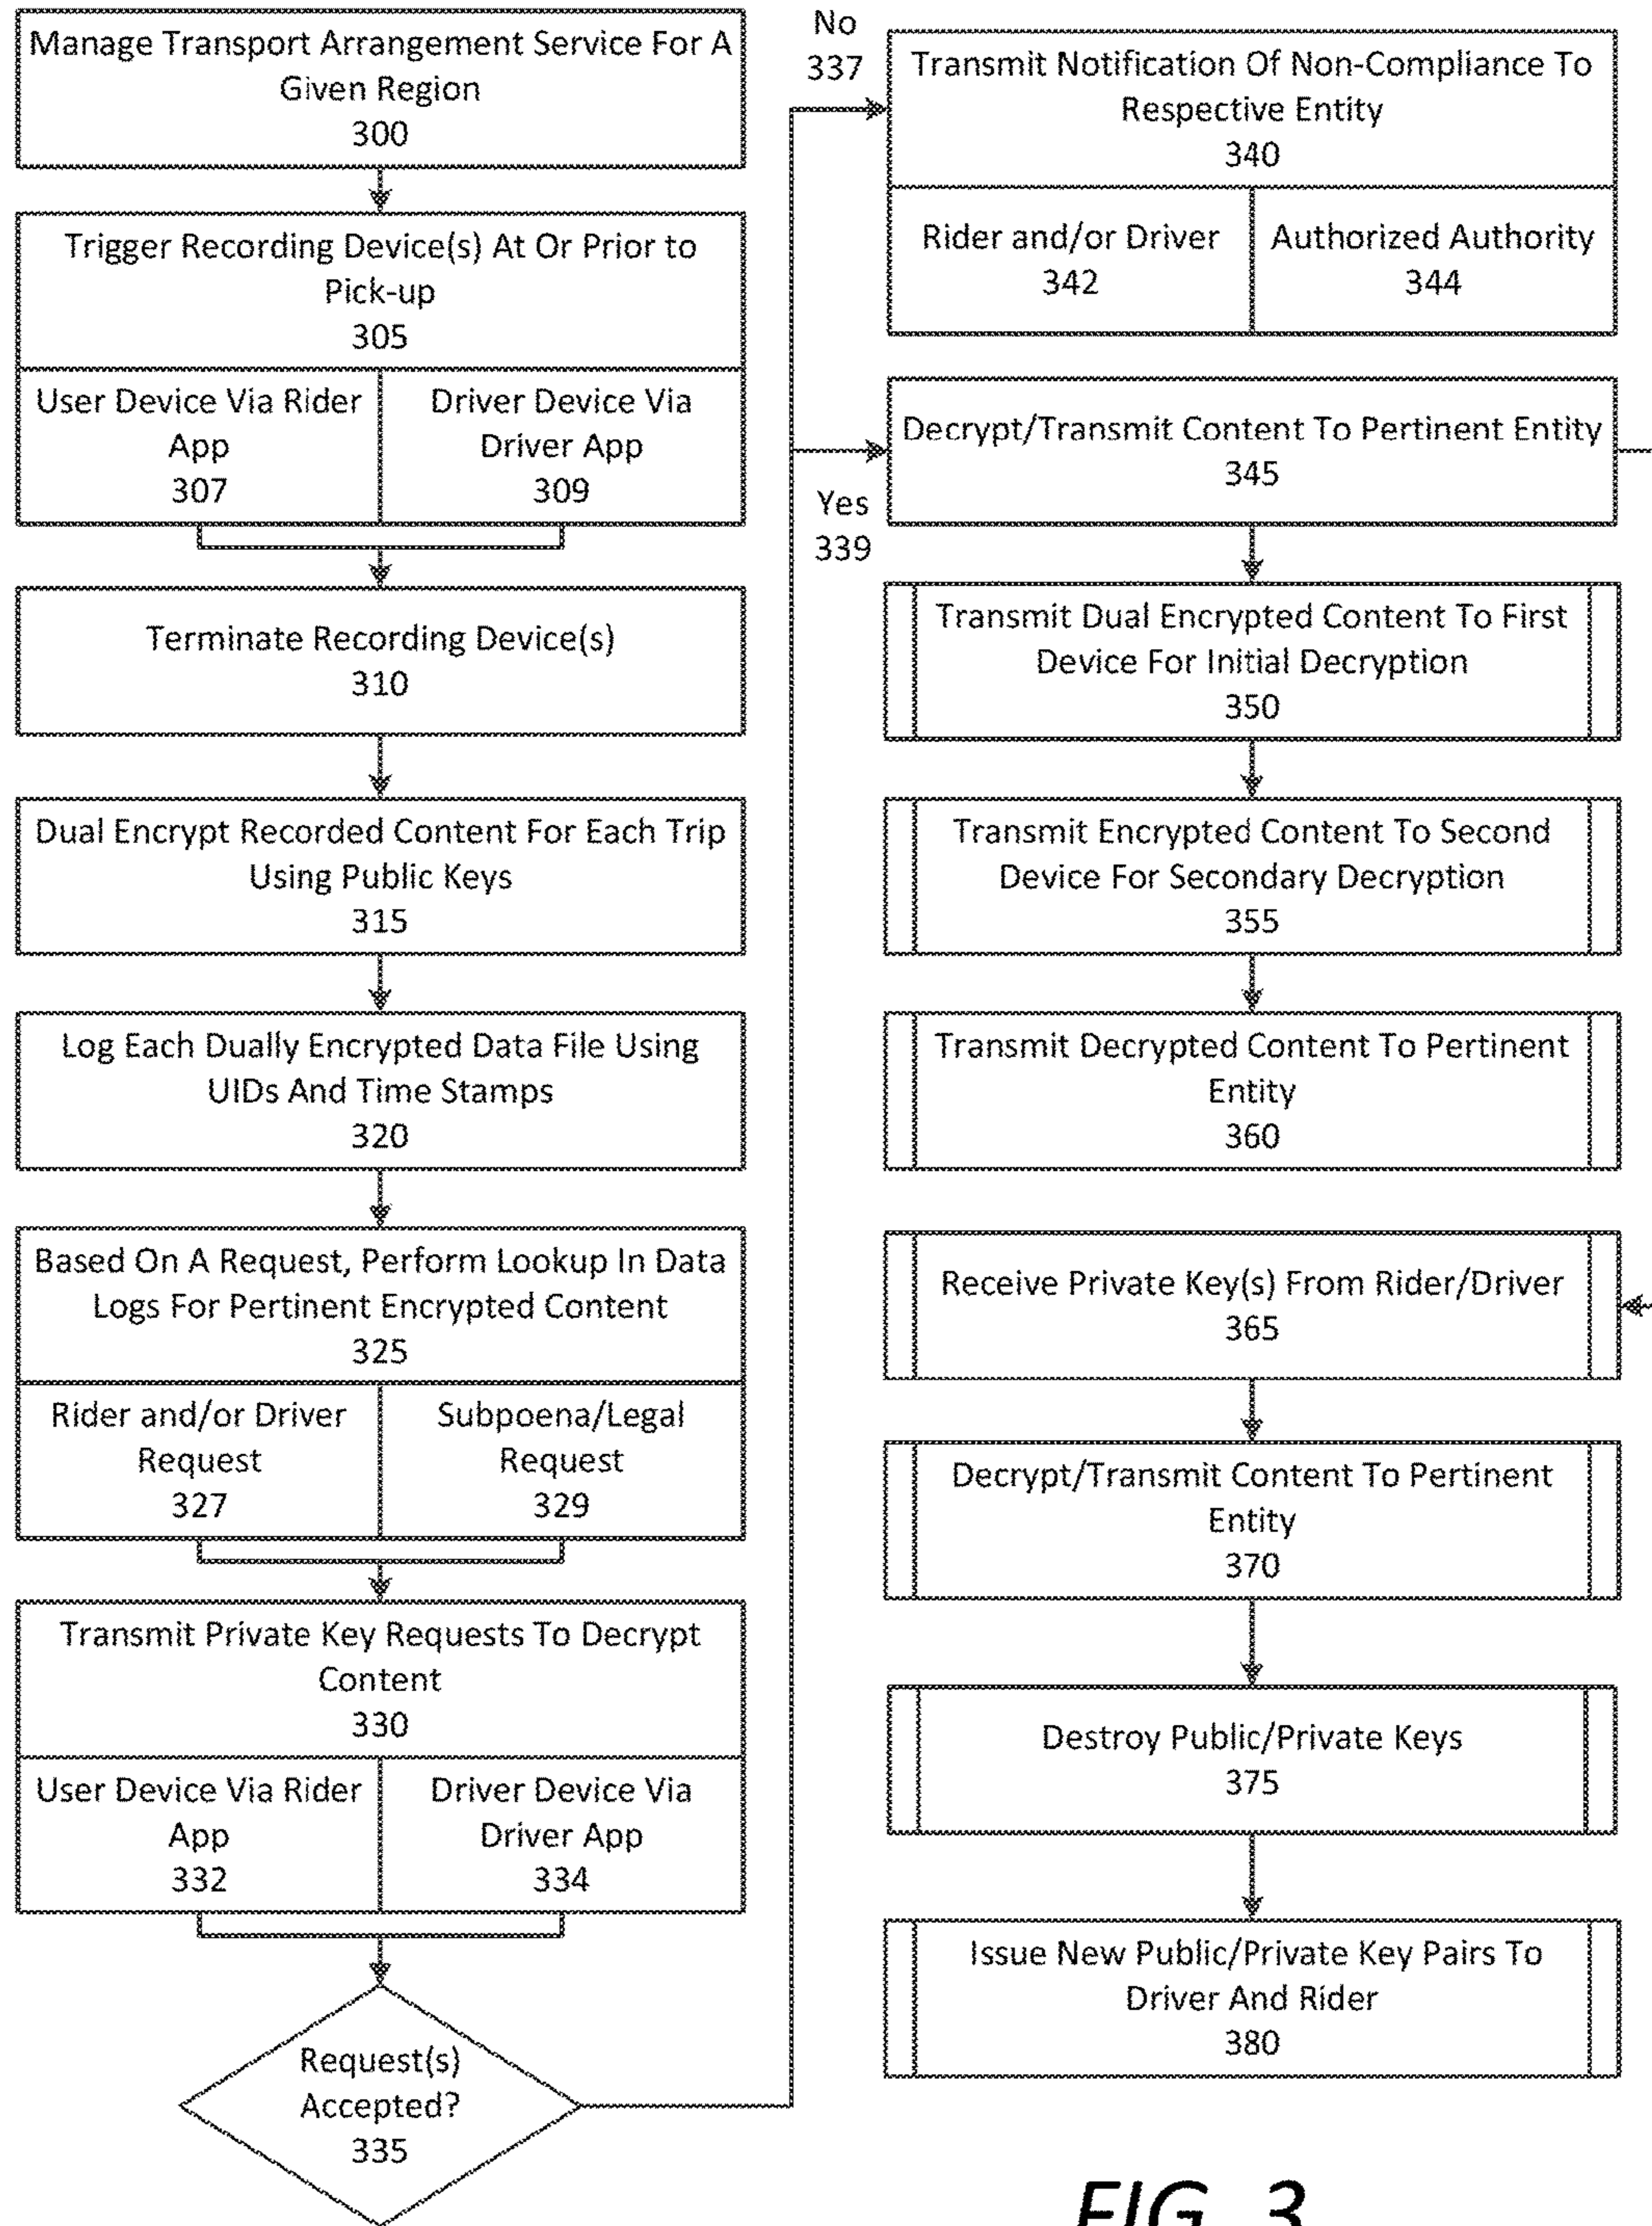 Manage Transport Arrangement Service For A
Given Region
300
Trigger Recording Device(s) At Or Prior to
Pick-up
305
User Device Via Rider
App
307
Driver Device Via
Driver App
309
Terminate Recording Device(s)
310
Dual Encrypt Recorded Content For Each Trip
Using Public Keys
315
Log Each Dually Encrypted Data File Using
UIDs And Time Stamps
320
Based On A Request, Perform Lookup In Data
Logs For Pertinent Encrypted Content
325
Rider and/or Driver
Request
327
Subpoena/Legal
Request
329
Transmit Private Key Requests To Decrypt
Content
330
User Device Via Rider
App
332
Driver Device Via
Driver App
334
Request(s)
Accepted?
335
No
337
Transmit Notification Of Non-Compliance To
Respective Entity
340
Rider and/or Driver
342
Authorized Authority
344
Yes
339
Decrypt/Transmit Content To Pertinent Entity
345
Transmit Dual Encrypted Content To First
Device For Initial Decryption
350
Transmit Encrypted Content To Second
Device For Secondary Decryption
355
Transmit Decrypted Content To Pertinent
Entity
360
Receive Private Key(s) From Rider/Driver
365
Decrypt/Transmit Content To Pertinent
Entity
370
Destroy Public/Private Keys
375
Issue New Public/Private Key Pairs To
Driver And Rider
380
FIG. 3